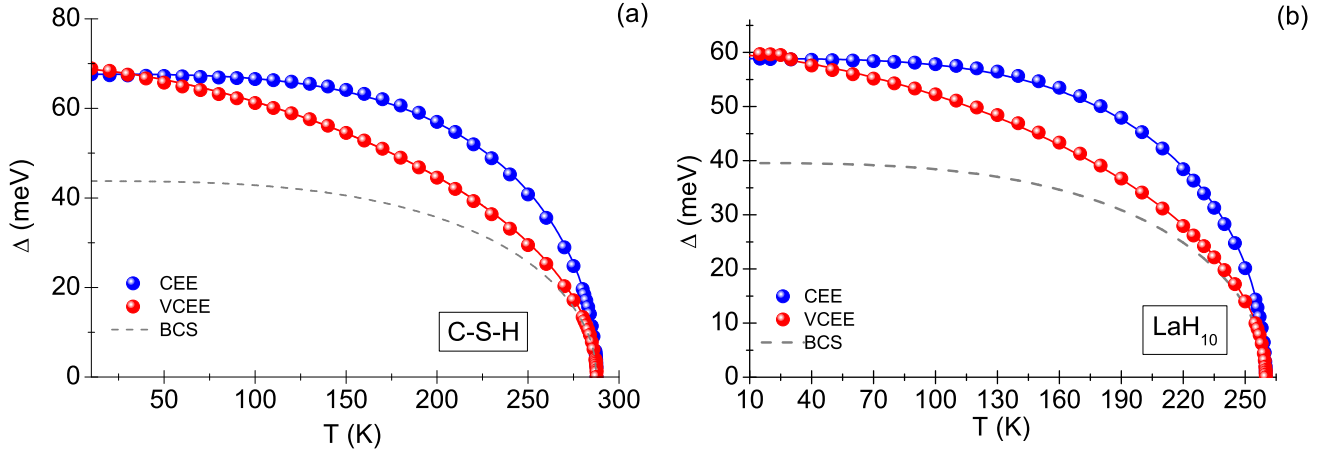 (a)
80
60
40
20
0
Δ (meV)
CEE
VCEE
BCS
C-S-H
50 100 150 200 250 300
T (K)
(b)
60
50
40
30
20
10
0
Δ (meV)
CEE
VCEE
BCS
LaH₁₀
10 40 70 100 130 160 190 220 250
T (K)